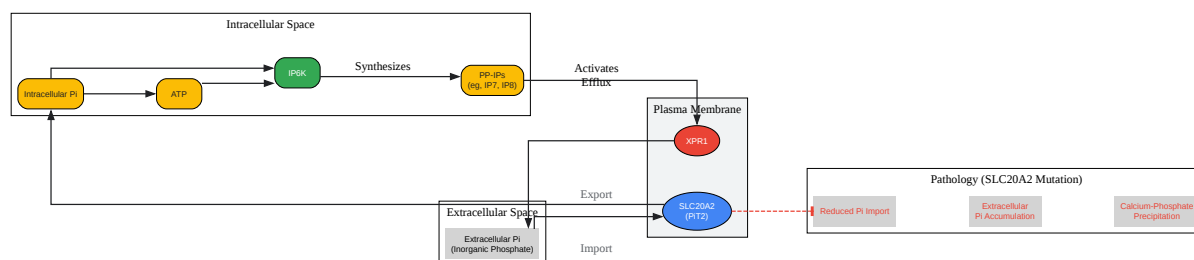 Intracellular Space
Intracellular Pi
ATP
IP6K
Synthesizes
PP-IPs
(eg, IP7, IP8)
Activates
Efflux
Plasma Membrane
XPR1
SLC20A2
(PiT2)
Export
Import
Extracellular Space
Extracellular Pi
(Inorganic Phosphate)
Pathology (SLC20A2 Mutation)
Reduced Pi Import
Extracellular
Pi Accumulation
Calcium-Phosphate
Precipitation